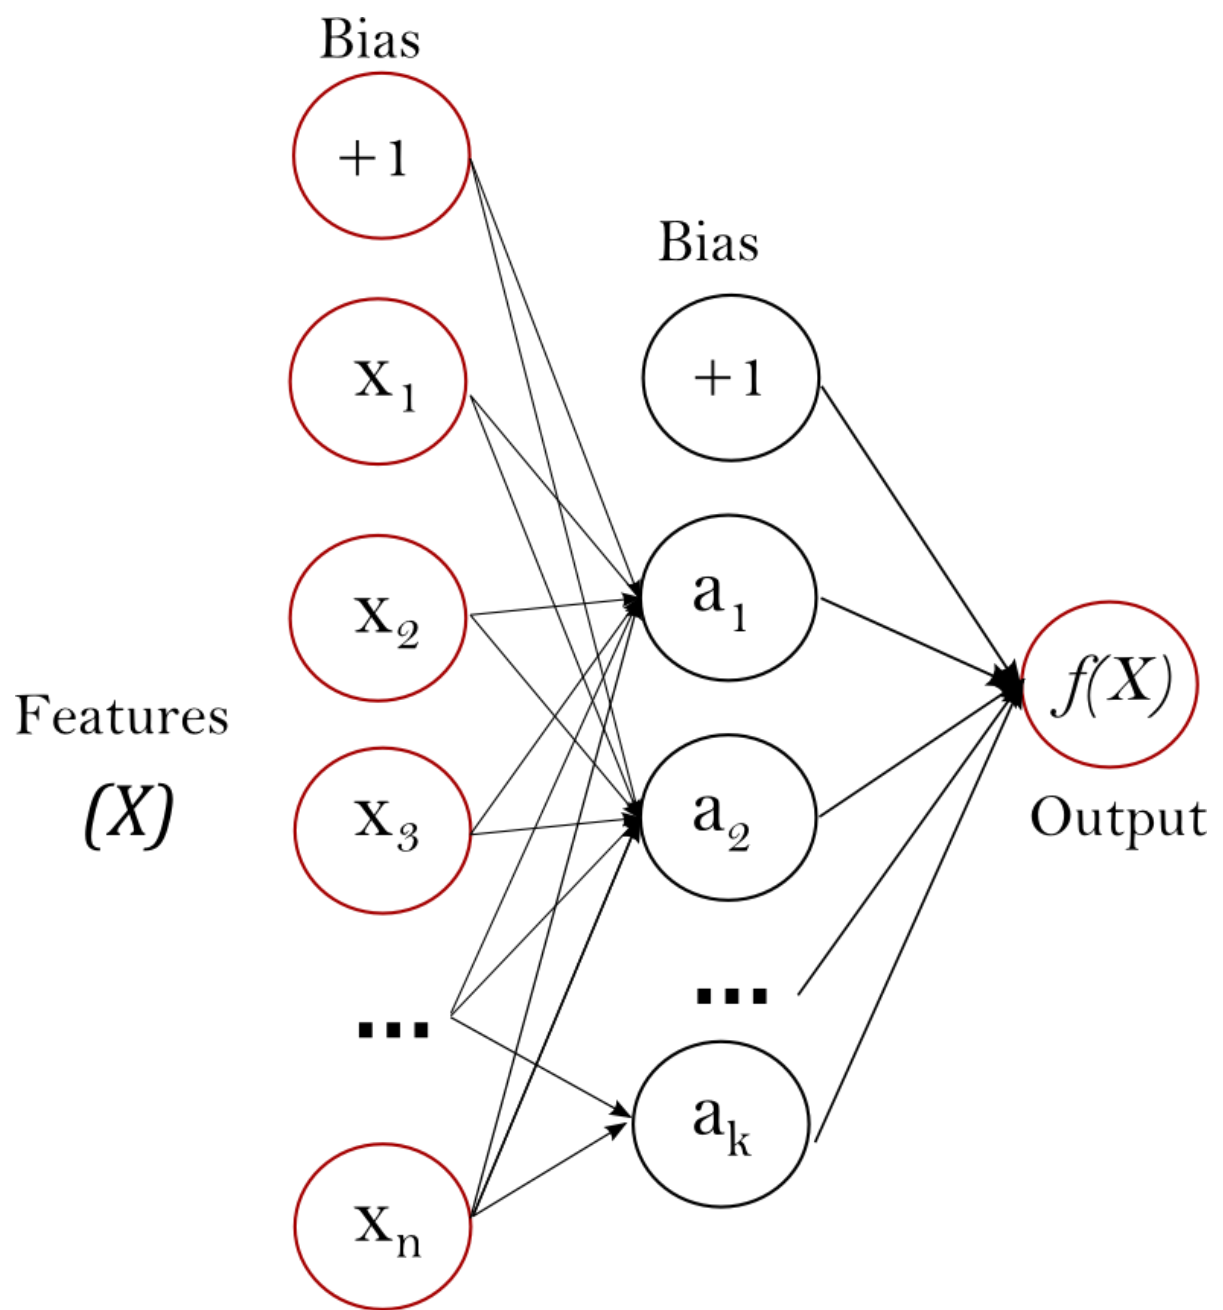 Bias
+1
x₁
x₂
x₃
...
xₙ
Features
(X)
Bias
+1
a₁
a₂
...
aₖ
f(X)
Output